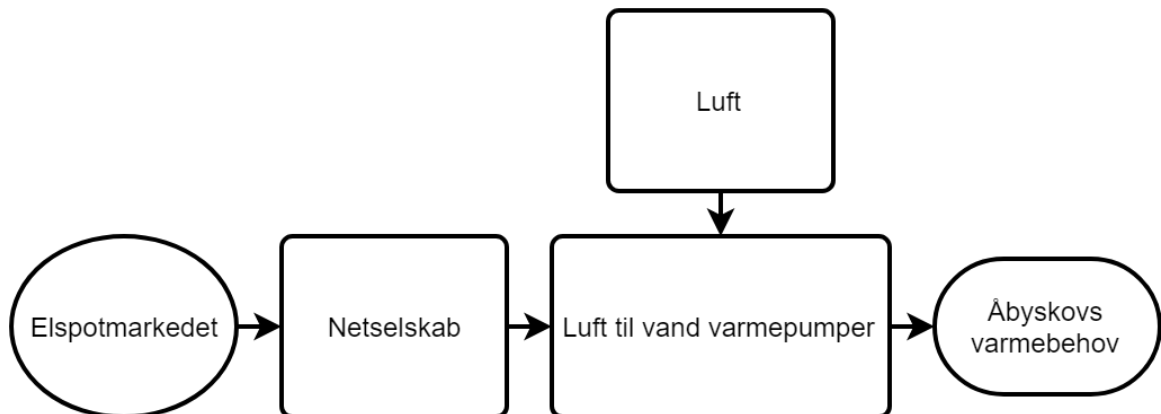 Luft
Elspotmarkedet
Netselskab
Luft til vand varmepumper
Åbyskovs
varmebehov